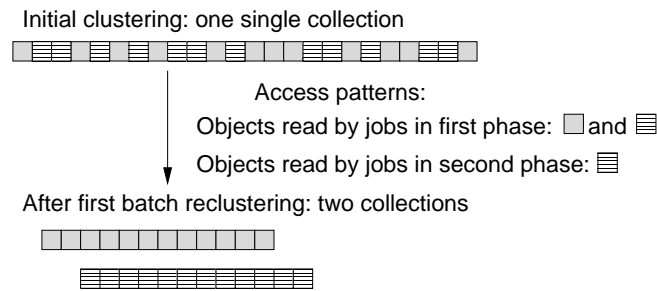 Initial clustering: one single collection
Access patterns:
Objects read by jobs in first phase: and
Objects read by jobs in second phase:
After first batch reclustering: two collections